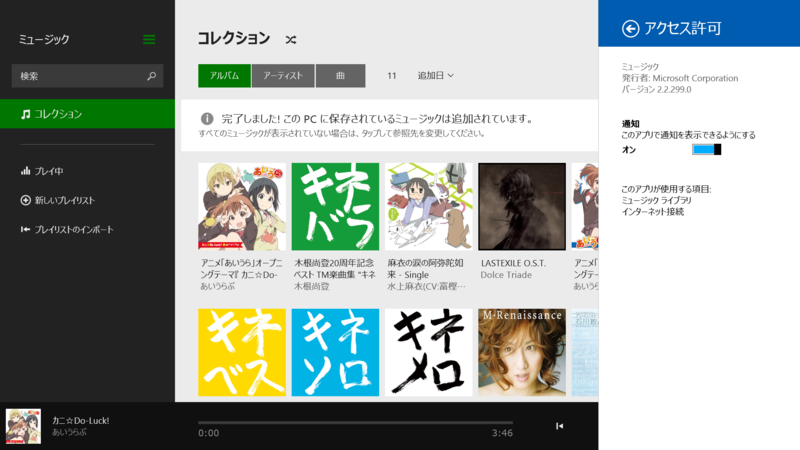 ミュージック
検索
コレクション
プレイ中
新しいプレイリスト
プレイリストのインポート
コレクション
アルバム
アーティスト
曲
11
追加日
完了しました! この PC に保存されているミュージックは追加されています。
すべてのミュージックが表示されていない場合は、タップして参照先を変更してください。
あいうら
キネ
バラ
アニメ「あいうら」オープニ
ングテーマ『カニ☆Do-
あいうらぶ
木根尚登20周年記念
ベスト TM楽曲集 "キネ
木根尚登
麻衣の涙の阿弥陀如
来 - Single
水上麻衣(CV:富樫…
LASTEXILE O.S.T.
Dolce Triade
アニメ「あい
ングテーマ
あいうらぶ
キネ
ベス
キネ
ソロ
キネ
メロ
M・Renaissance
カニ☆Do-Luck!
あいうらぶ
0:00
3:46
アクセス許可
ミュージック
発行者: Microsoft Corporation
バージョン 2.2.299.0
通知
このアプリで通知を表示できるようにする
オン
このアプリが使用する項目:
ミュージック ライブラリ
インターネット接続